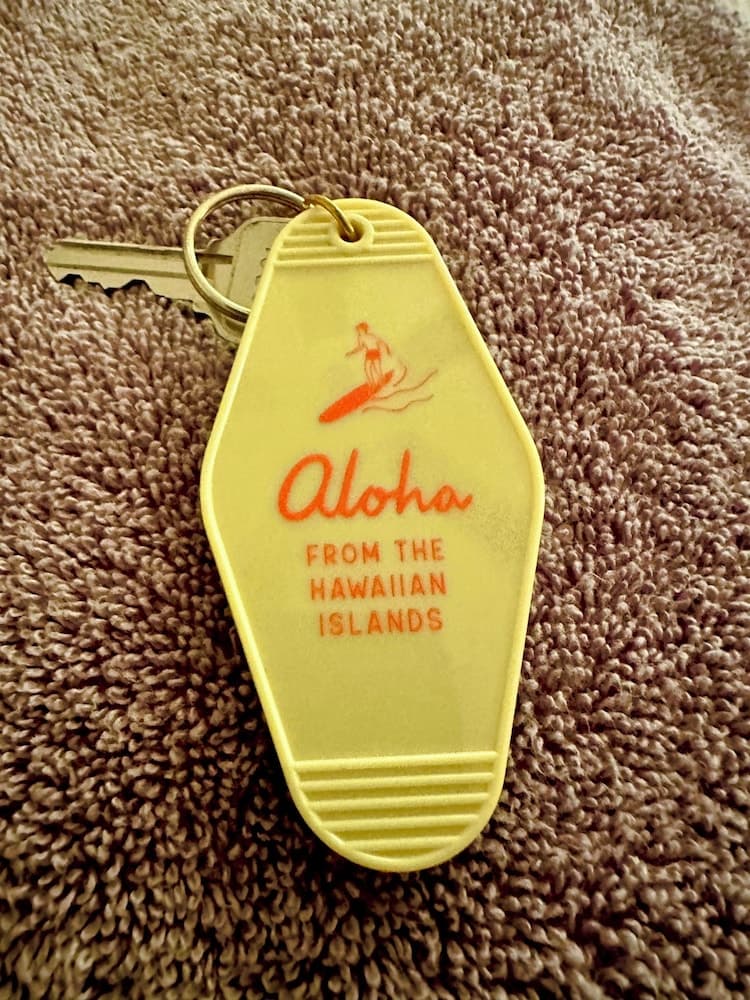 Aloha
FROM THE
HAWAIIAN
ISLANDS